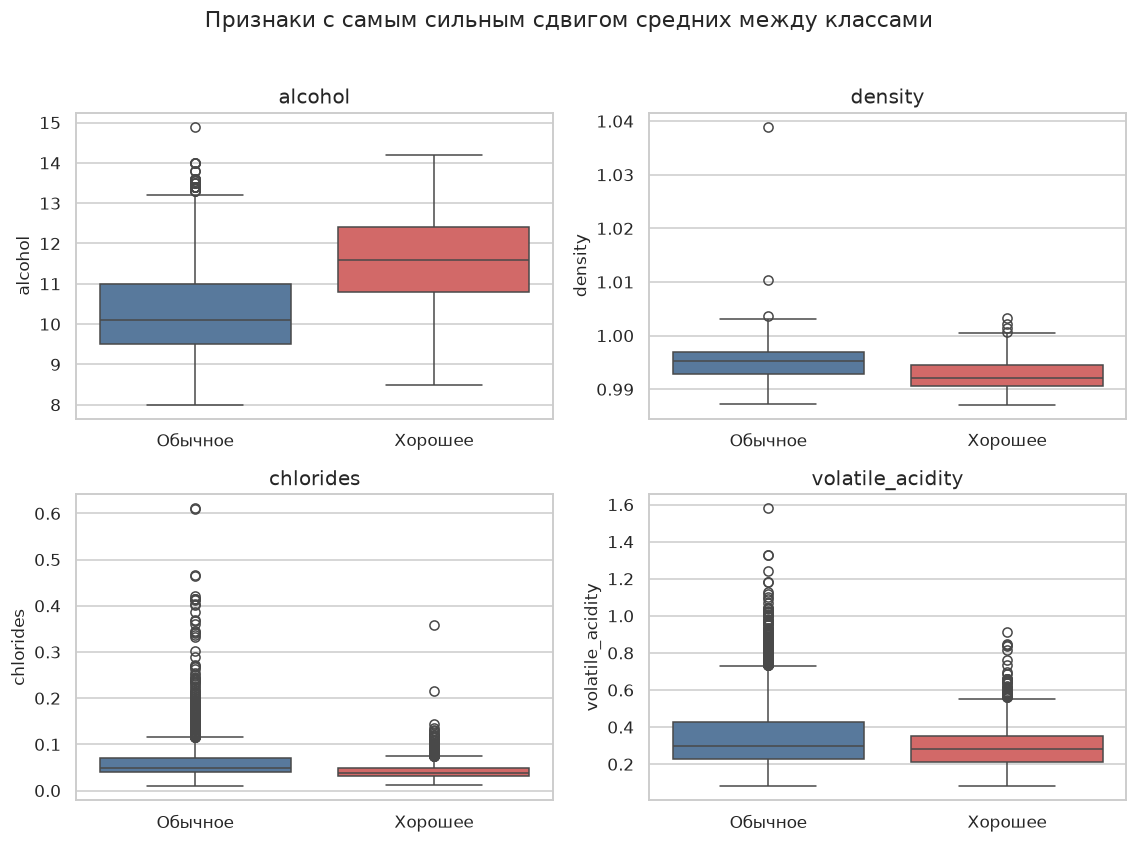 Признаки с самым сильным сдвигом средних между классами
alcohol
15
14
13
12
11
10
9
8
alcohol
Обычное
Хорошее
density
1.04
1.03
1.02
1.01
1.00
0.99
density
Обычное
Хорошее
chlorides
0.6
0.5
0.4
0.3
0.2
0.1
0.0
chlorides
Обычное
Хорошее
volatile_acidity
1.6
1.4
1.2
1.0
0.8
0.6
0.4
0.2
volatile_acidity
Обычное
Хорошее